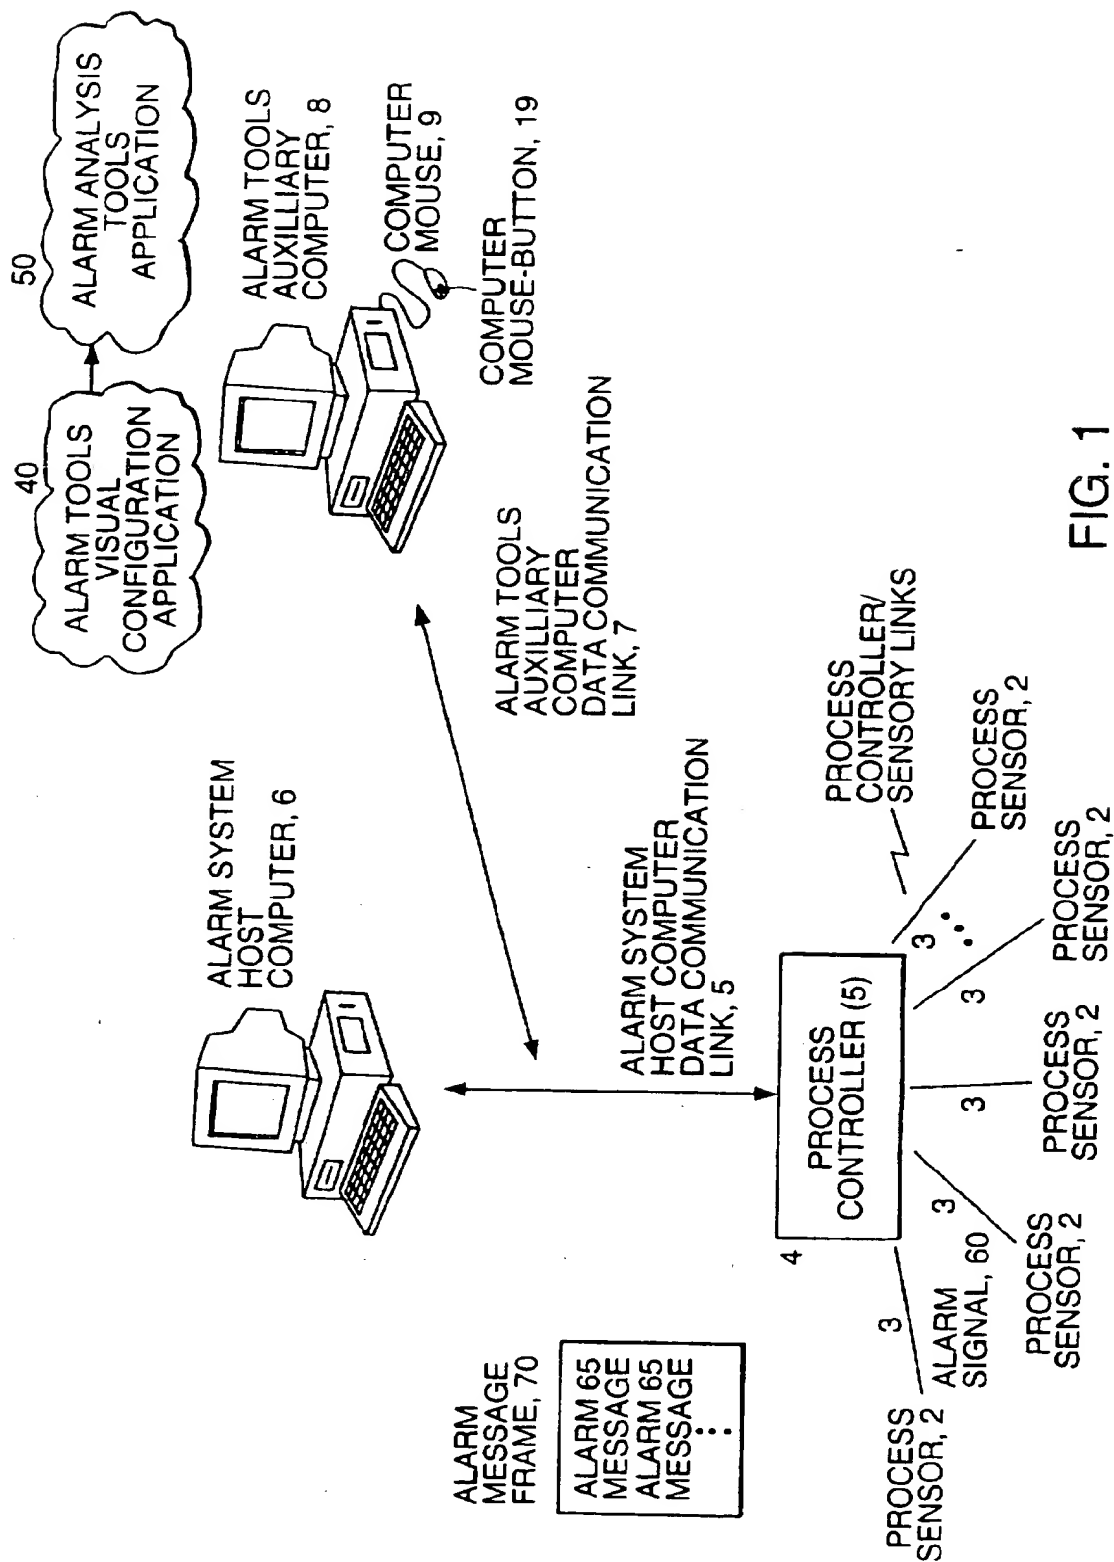 40
ALARM TOOLS
VISUAL
CONFIGURATION
APPLICATION
50
ALARM ANALYSIS
TOOLS
APPLICATION
ALARM SYSTEM
HOST
COMPUTER, 6
ALARM TOOLS
AUXILLIARY
COMPUTER, 8
COMPUTER
MOUSE, 9
COMPUTER
MOUSE-BUTTON, 19
ALARM TOOLS
AUXILLIARY
COMPUTER
DATA COMMUNICATION
LINK, 7
ALARM SYSTEM
HOST COMPUTER
DATA COMMUNICATION
LINK, 5
ALARM
MESSAGE
FRAME, 70
ALARM 65
MESSAGE
ALARM 65
MESSAGE
4
PROCESS
CONTROLLER (5)
PROCESS
CONTROLLER/
SENSORY LINKS
3
3
3
3
3
PROCESS
SENSOR, 2
ALARM
SIGNAL, 60
PROCESS
SENSOR, 2
PROCESS
SENSOR, 2
PROCESS
SENSOR, 2
PROCESS
SENSOR, 2
FIG. 1